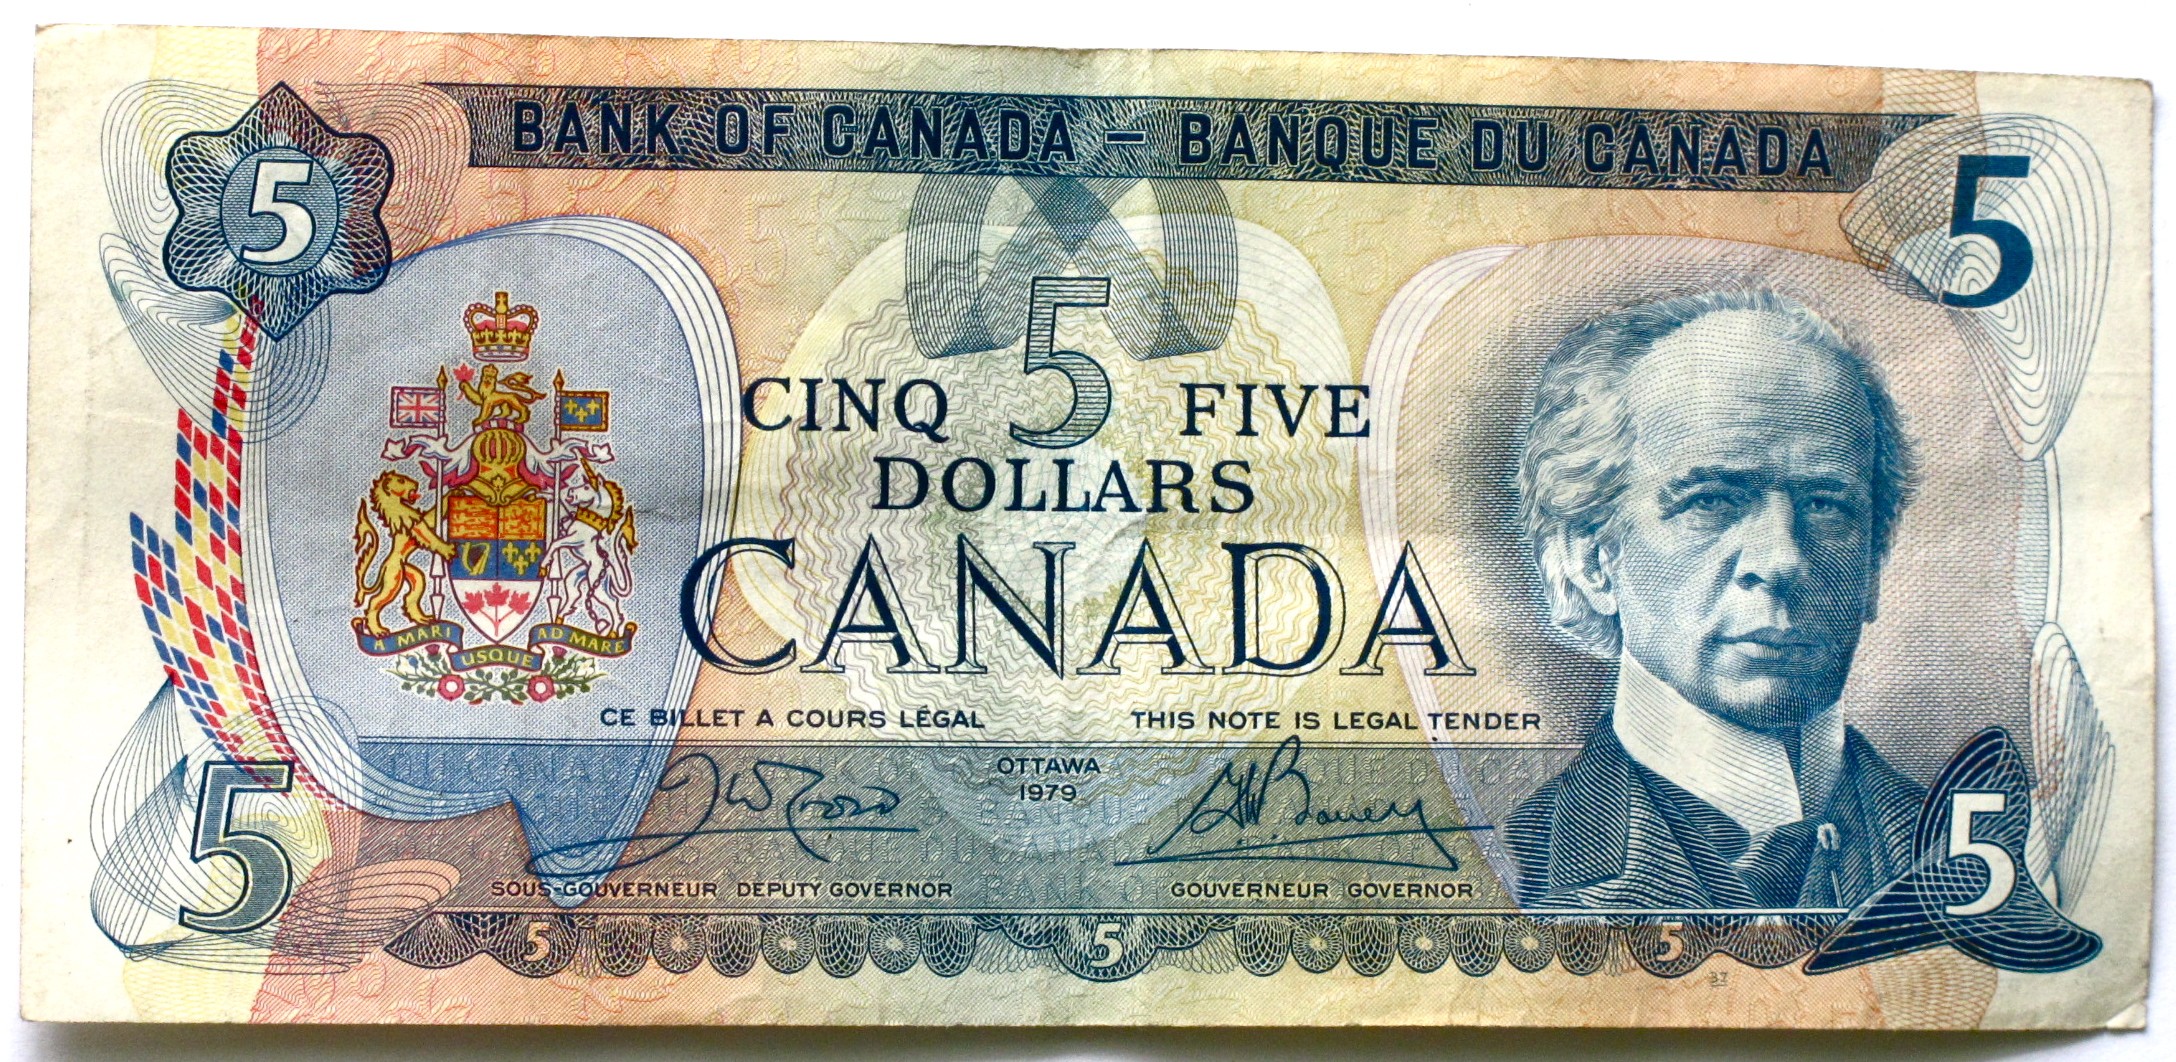 BANK OF CANADA – BANQUE DU CANADA
5
5
5
CINQ FIVE
DOLLARS
CANADA
A MARI USQUE AD MARE
CE BILLET A COURS LÉGAL THIS NOTE IS LEGAL TENDER
OTTAWA
1979
5
5
SOUS-GOUVERNEUR DEPUTY GOVERNOR GOUVERNEUR GOVERNOR
5 5 5
37